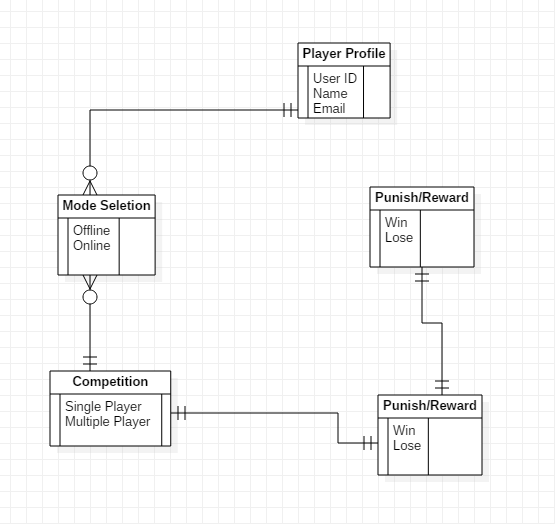 Player Profile
User ID
Name
Email
Mode Seletion
Offline
Online
Punish/Reward
Win
Lose
Competition
Single Player
Multiple Player
Punish/Reward
Win
Lose